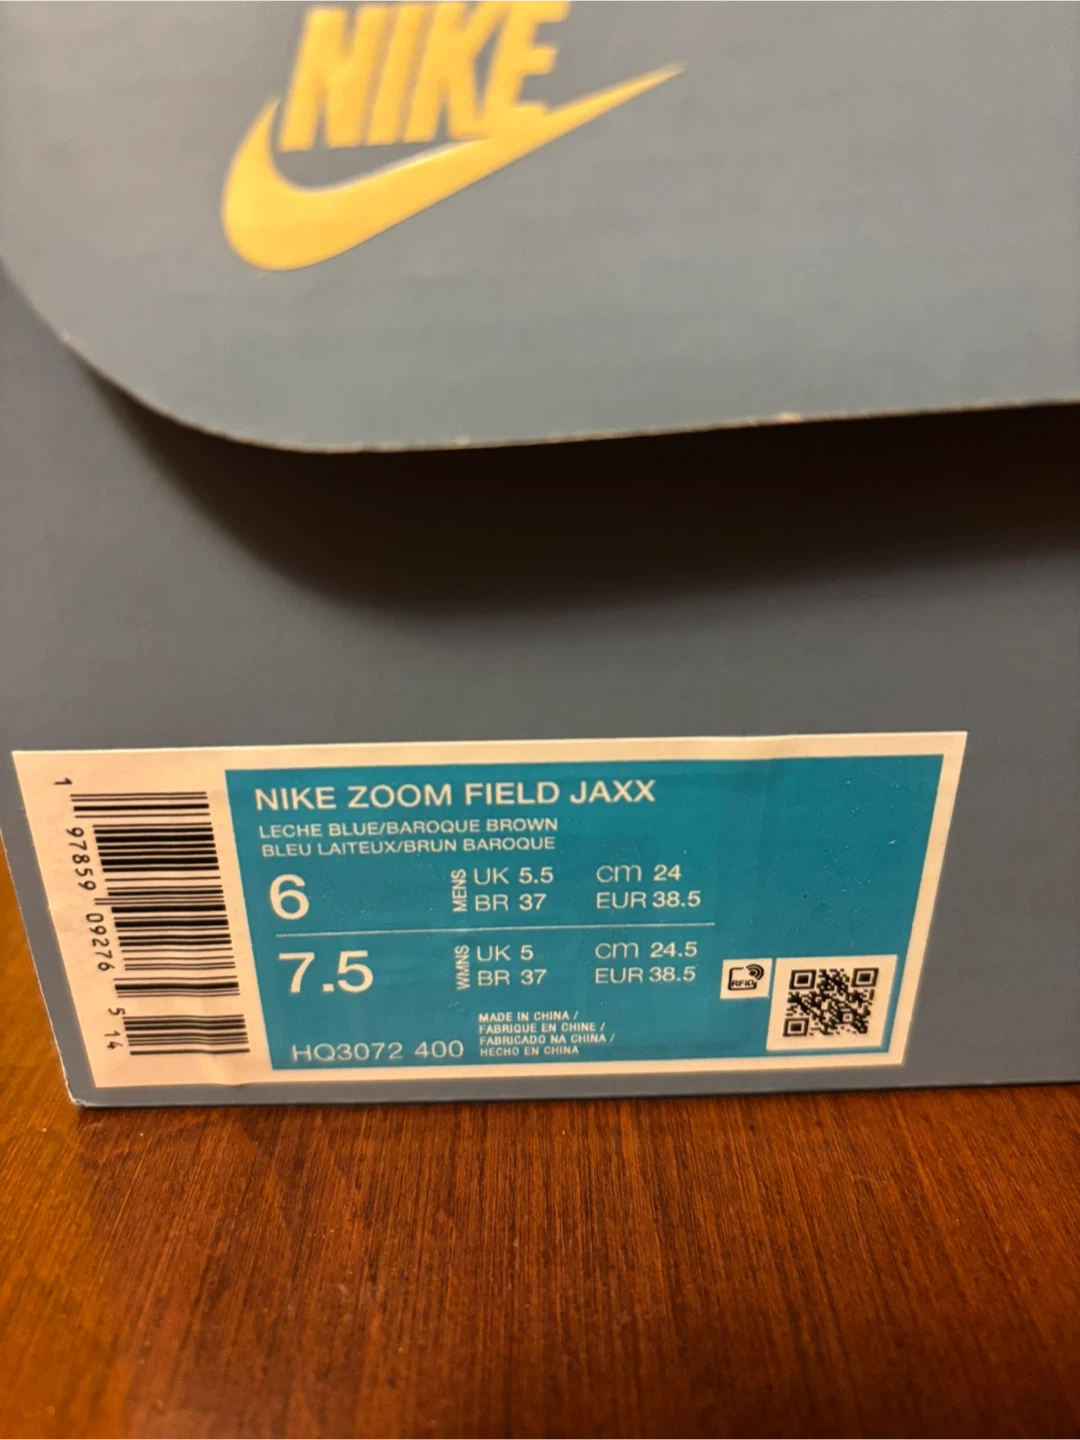 NIKE
NIKE ZOOM FIELD JAXX
LECHE BLUE/BAROQUE BROWN
BLEU LAITEUX/BRUN BAROQUE
6
MENS
UK 5.5
cm 24
BR 37
EUR 38.5
7.5
WMNS
UK 5
cm 24.5
BR 37
EUR 38.5
RFID
HQ3072 400
MADE IN CHINA /
FABRIQUE EN CHINE /
FABRICADO NA CHINA /
HECHO EN CHINA
1 97859 09276 5 14